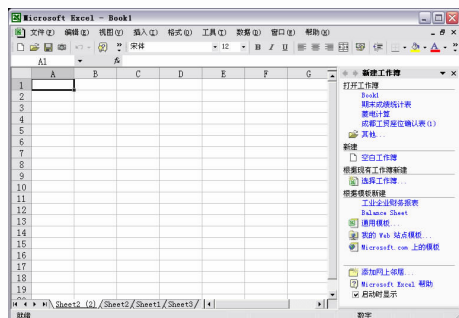 Microsoft Excel - Book1
文件(F) 编辑(E) 视图(V) 插入(I) 格式(O) 工具(T) 数据(D) 窗口(W) 帮助(H)
宋体 12 B I U
A1 fx
A B C D E F G
1
2
3
4
5
6
7
8
9
10
11
12
13
14
15
16
17
18
19
新建工作簿
打开工作簿
Book1
期末成绩统计表
菱电计算
成都工贸座位确认表(1)
其他...
新建
空白工作簿
根据现有工作簿新建
选择工作簿...
根据模板新建
工业企业财务报表
Balance Sheet
通用模板...
我的 Web 站点模板...
Microsoft.com 上的模板
添加网上邻居...
Microsoft Excel 帮助
启动时显示
Sheet2 (2) Sheet2 Sheet1 Sheet3
就绪 数字